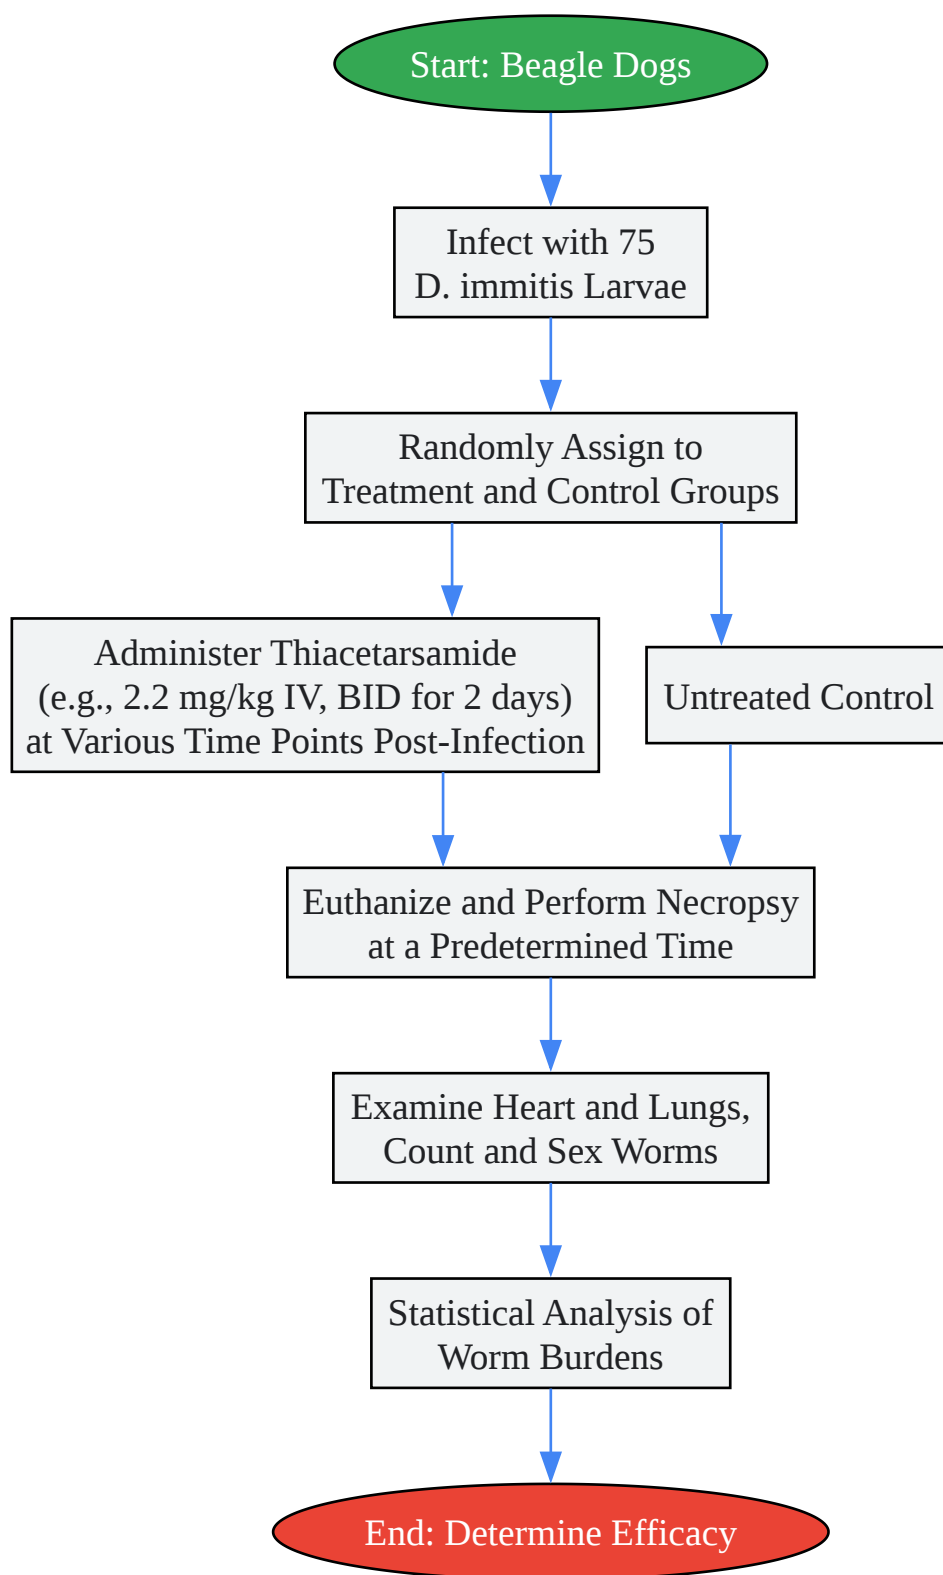 Start: Beagle Dogs
Infect with 75
D. immitis Larvae
Randomly Assign to
Treatment and Control Groups
Administer Thiacetarsamide
(e.g., 2.2 mg/kg IV, BID for 2 days)
at Various Time Points Post-Infection
Untreated Control
Euthanize and Perform Necropsy
at a Predetermined Time
Examine Heart and Lungs,
Count and Sex Worms
Statistical Analysis of
Worm Burdens
End: Determine Efficacy